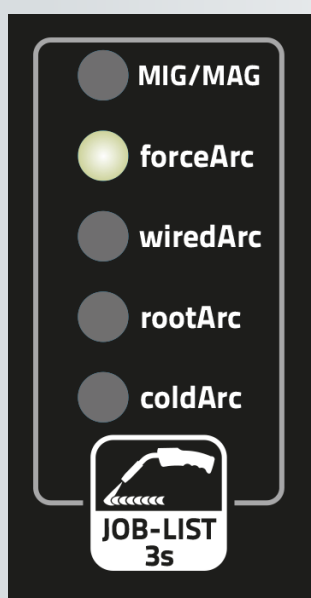 MIG/MAG
forceArc
wiredArc
rootArc
coldArc
JOB-LIST
3s